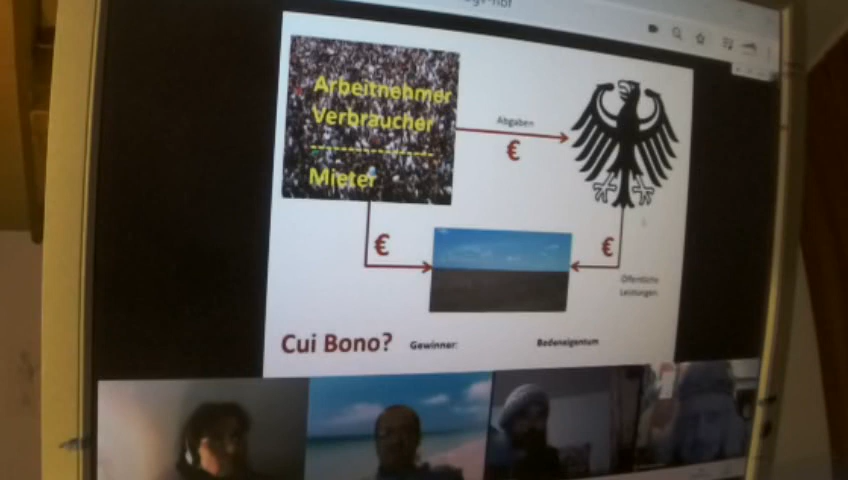 Arbeitnehmer
Verbraucher
Mieter
Abgaben
€
€
€
Öffentliche
Leistungen
Cui Bono?
Gewinner:
Bodeneigentum